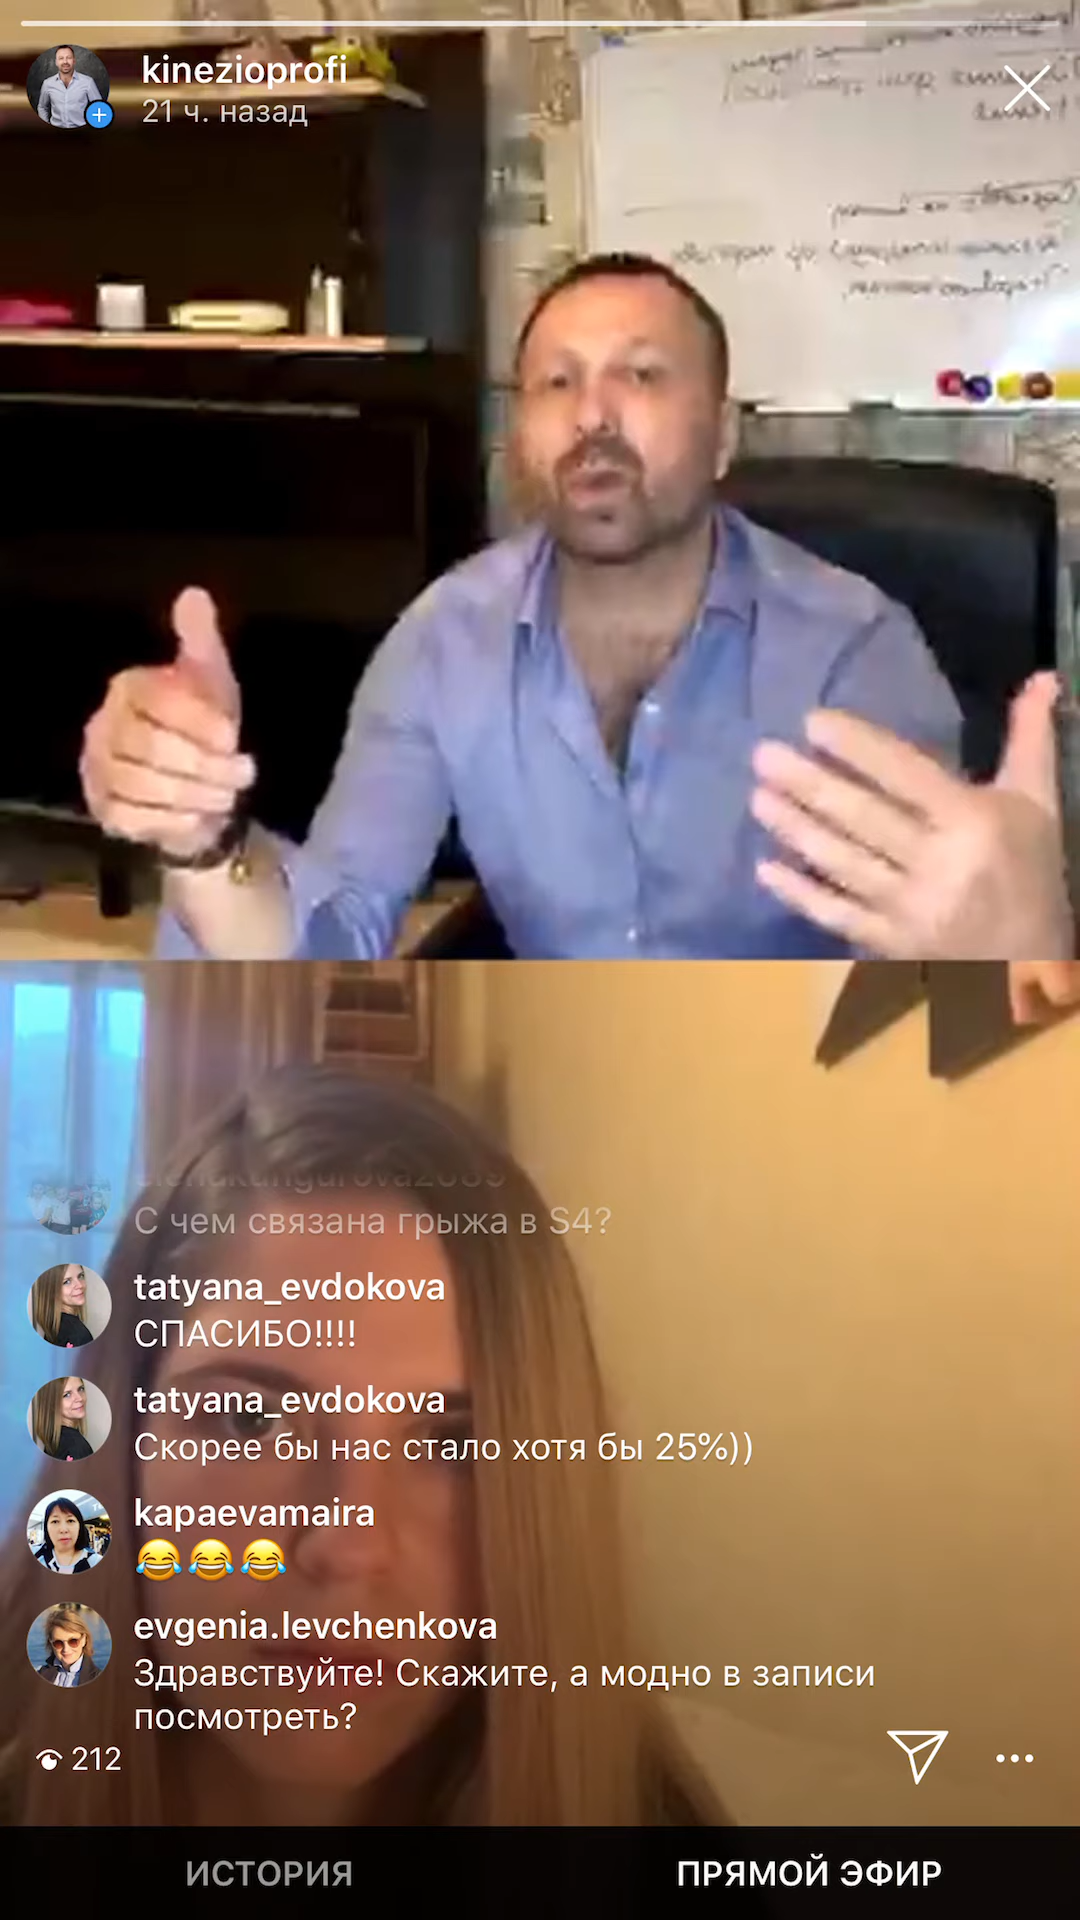 kinezioprofi
21 ч. назад
С чем связана грыжа в S4?
tatyana_evdokova
СПАСИБО!!!!
tatyana_evdokova
Скорее бы нас стало хотя бы 25%))
kapaevamaira
😂😂😂
evgenia.levchenkova
Здравствуйте! Скажите, а модно в записи
посмотреть?
212
ИСТОРИЯ
ПРЯМОЙ ЭФИР